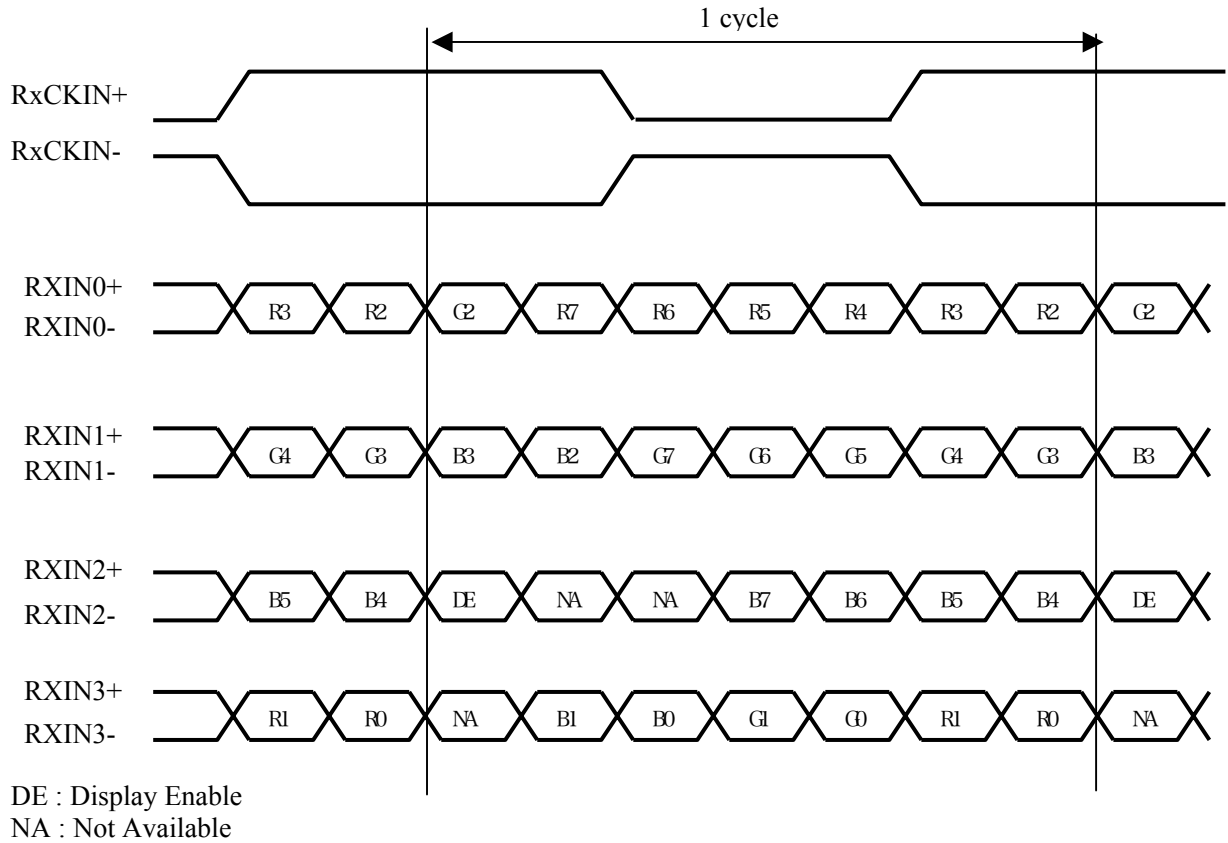 1 cycle
RxCKIN+
RxCKIN-
RXIN0+
RXIN0-
R3 R2 G2 R7 R6 R5 R4 R3 R2 G2
RXIN1+
RXIN1-
G4 G3 B3 B2 G7 G6 G5 G4 G3 B3
RXIN2+
RXIN2-
B5 B4 DE NA NA B7 B6 B5 B4 DE
RXIN3+
RXIN3-
R1 R0 NA B1 B0 G1 G0 R1 R0 NA
DE : Display Enable
NA : Not Available